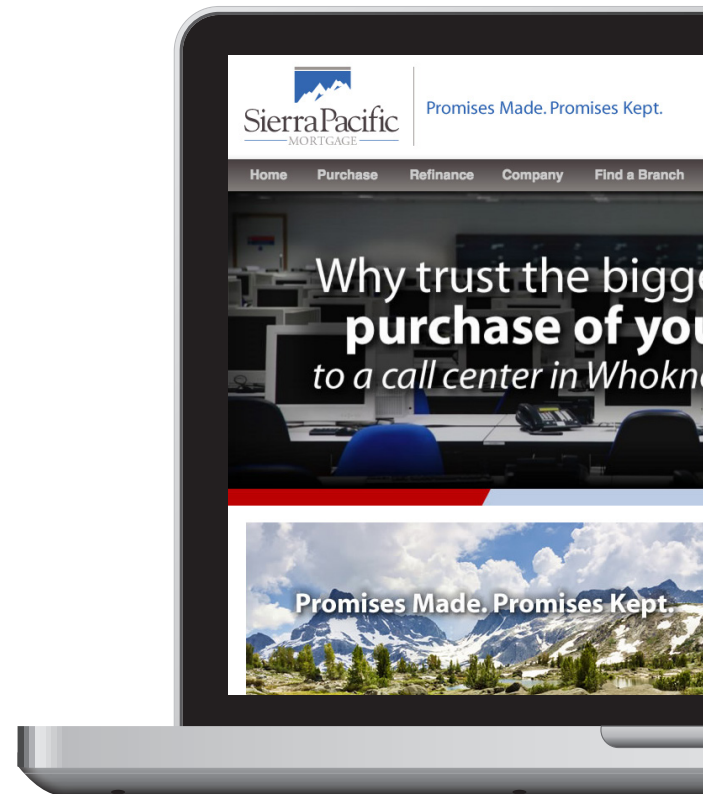 SierraPacific
MORTGAGE
Promises Made. Promises Kept.
Home Purchase Refinance Company Find a Branch
Why trust the bigge
purchase of you
to a call center in Whokn
Promises Made. Promises Kept.